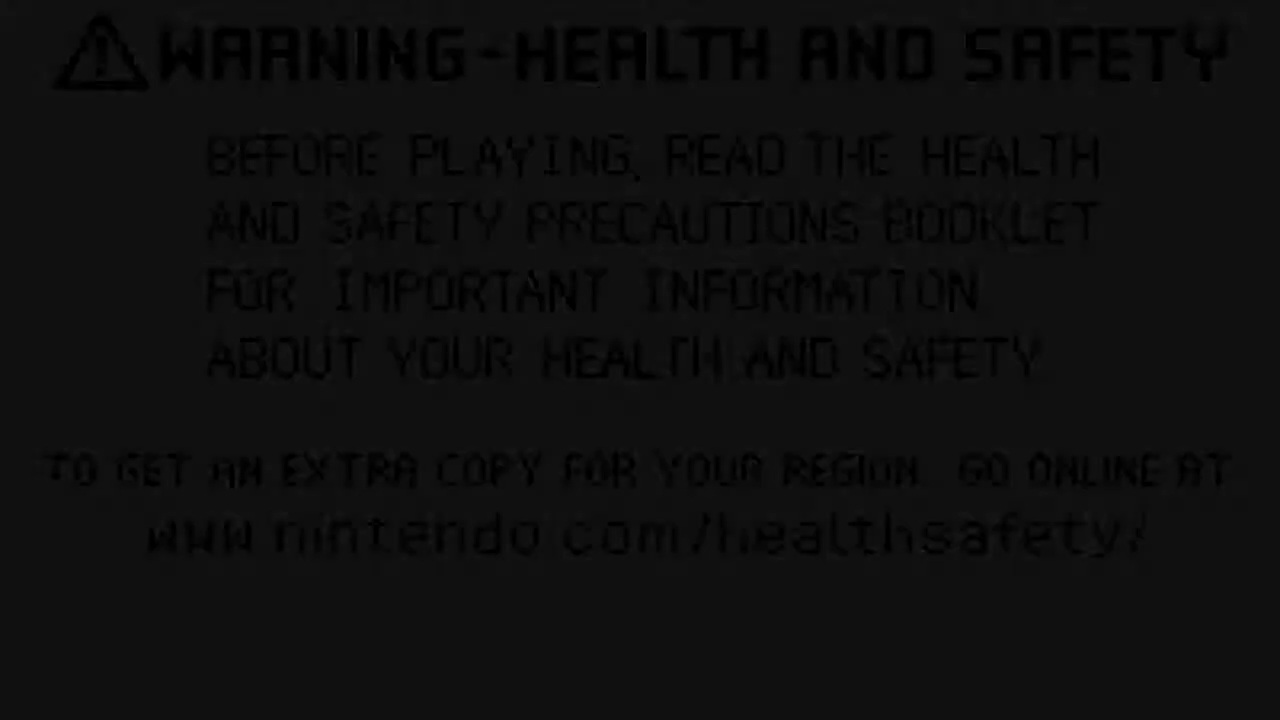 ⚠WARNING-HEALTH AND SAFETY
BEFORE PLAYING, READ THE HEALTH
AND SAFETY PRECAUTIONS BOOKLET
FOR IMPORTANT INFORMATION
ABOUT YOUR HEALTH AND SAFETY
TO GET AN EXTRA COPY FOR YOUR REGION, GO ONLINE AT
www.nintendo.com/healthsafety/